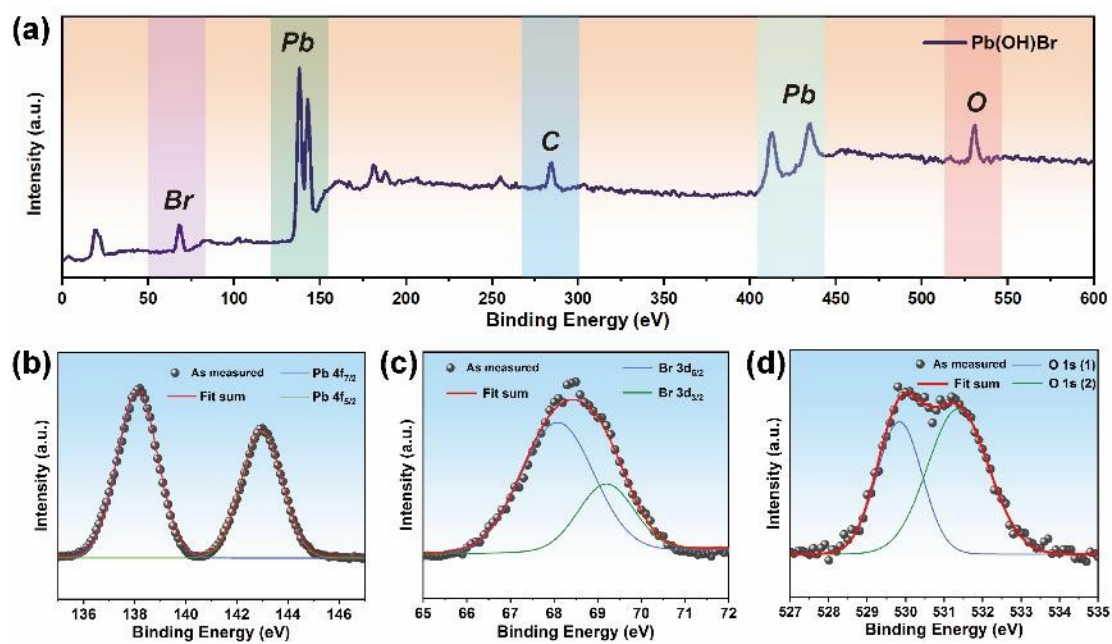 (a)
Pb(OH)Br
Br
Pb
C
Pb
O
Intensity (a.u.)
0 50 100 150 200 250 300 350 400 450 500 550 600
Binding Energy (eV)
(b)
As measured
Pb 4f7/2
Fit sum
Pb 4f5/2
Intensity (a.u.)
136 138 140 142 144 146
Binding Energy (eV)
(c)
As measured
Br 3d5/2
Fit sum
Br 3d3/2
Intensity (a.u.)
65 66 67 68 69 70 71 72
Binding Energy (eV)
(d)
As measured
O 1s (1)
Fit sum
O 1s (2)
Intensity (a.u.)
527 528 529 530 531 532 533 534 535
Binding Energy (eV)